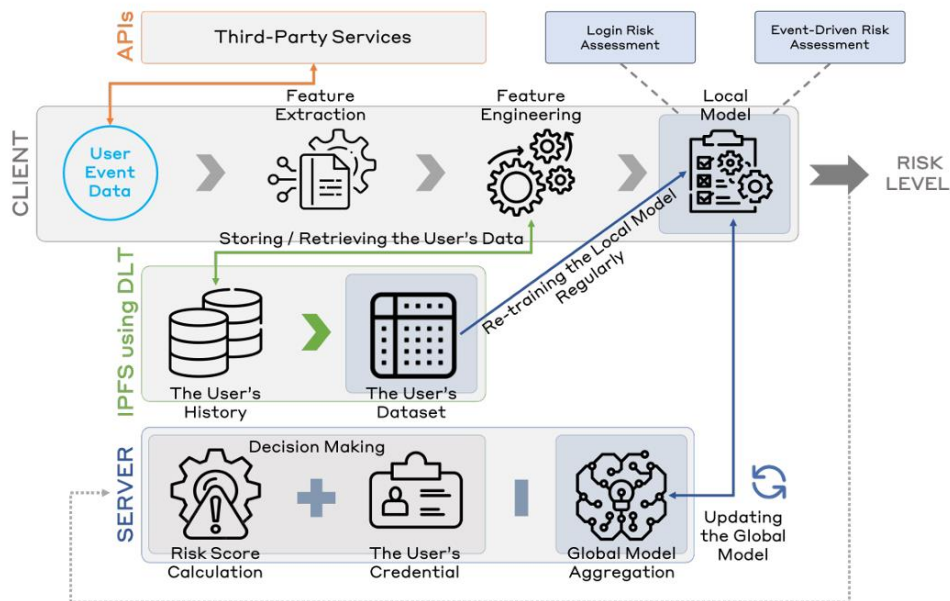 APIs
Third-Party Services
Login Risk
Assessment
Event-Driven Risk
Assessment
CLIENT
User
Event
Data
Feature
Extraction
Feature
Engineering
Local
Model
RISK
LEVEL
Storing / Retrieving the User's Data
Re-training the Local Model
Regularly
IPFS using DLT
The User's
History
The User's
Dataset
SERVER
Decision Making
Risk Score
Calculation
The User's
Credential
Global Model
Aggregation
Updating
the Global
Model